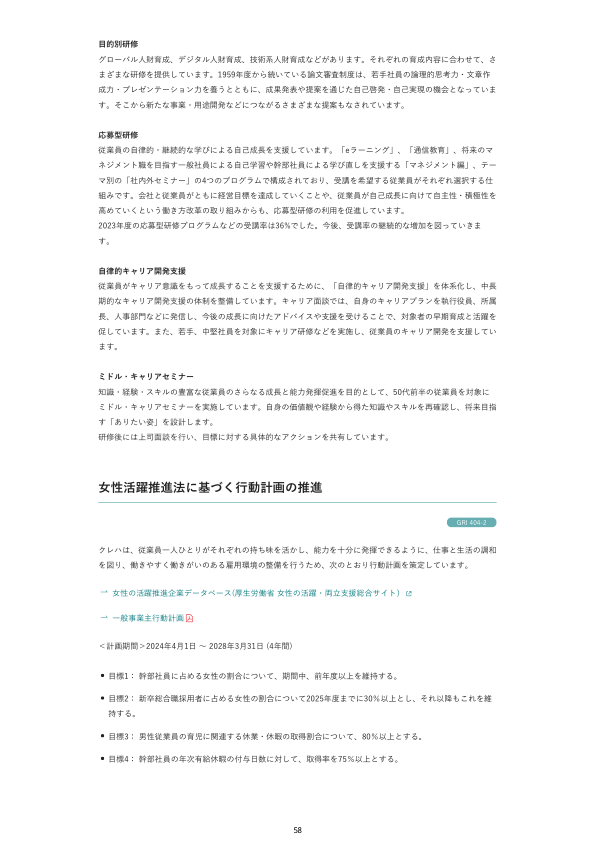 目的別研修
グローバル人財育成、デジタル人財育成、技術系人財育成などがあります。それぞれの育成内容に合わせて、さ
まざまな研修を提供しています。1959年度から続いている論文審査制度は、若手社員の論理的思考力・文章作
成力・プレゼンテーション力を養うとともに、成果発表や提案を通じた自己啓発・自己実現の機会となっていま
す。そこから新たな事業・用途開発などにつながるさまざまな提案もなされています。
応募型研修
従業員の自律的・継続的な学びによる自己成長を支援しています。「eラーニング」、「通信教育」、将来のマ
ネジメント職を目指す一般社員による自己学習や幹部社員による学び直しを支援する「マネジメント編」、テー
マ別の「社内外セミナー」の4つのプログラムで構成されており、受講を希望する従業員がそれぞれ選択する仕
組みです。会社と従業員がともに経営目標を達成していくことや、従業員が自己成長に向けて自主性・積極性を
高めていくという働き方改革の取り組みからも、応募型研修の利用を促進しています。
2023年度の応募型研修プログラムなどの受講率は36%でした。今後、受講率の継続的な増加を図っていきま
す。
自律的キャリア開発支援
従業員がキャリア意識をもって成長することを支援するために、「自律的キャリア開発支援」を体系化し、中長
期的なキャリア開発支援の体制を整備しています。キャリア面談では、自身のキャリアプランを執行役員、所属
長、人事部門などに発信し、今後の成長に向けたアドバイスや支援を受けることで、対象者の早期育成と活躍を
促しています。また、若手、中堅社員を対象にキャリア研修などを実施し、従業員のキャリア開発を支援してい
ます。
ミドル・キャリアセミナー
知識・経験・スキルの豊富な従業員のさらなる成長と能力発揮促進を目的として、50代前半の従業員を対象に
ミドル・キャリアセミナーを実施しています。自身の価値観や経験から得た知識やスキルを再確認し、将来目指
す「ありたい姿」を設計します。
研修後には上司面談を行い、目標に対する具体的なアクションを共有しています。
女性活躍推進法に基づく行動計画の推進
GRI 404-2
クレハは、従業員一人ひとりがそれぞれの持ち味を活かし、能力を十分に発揮できるように、仕事と生活の調和
を図り、働きやすく働きがいのある雇用環境の整備を行うため、次のとおり行動計画を策定しています。
女性の活躍推進企業データベース(厚生労働省 女性の活躍・両立支援総合サイト)
一般事業主行動計画
＜計画期間＞2024年4月1日 ～ 2028年3月31日 (4年間)
• 目標1： 幹部社員に占める女性の割合について、期間中、前年度以上を維持する。
• 目標2： 新卒総合職採用者に占める女性の割合について2025年度までに30%以上とし、それ以降もこれを維
持する。
• 目標3： 男性従業員の育児に関連する休業・休暇の取得割合について、80%以上とする。
• 目標4： 幹部社員の年次有給休暇の付与日数に対して、取得率を75%以上とする。
58